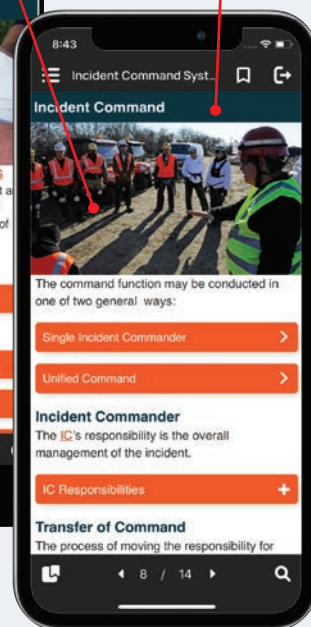 8:43
Incident Command Syst...
Incident Command
The command function may be conducted in
one of two general ways:
Single Incident Commander
Unified Command
Incident Commander
The IC's responsibility is the overall
management of the incident.
IC Responsibilities
Transfer of Command
The process of moving the responsibility for
8 / 14
of